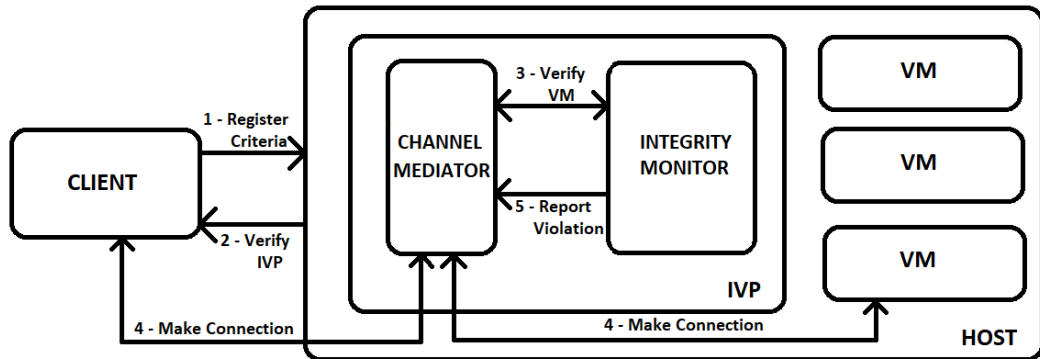 1 - Register
Criteria
CLIENT
2 - Verify
IVP
4 - Make Connection
CHANNEL
MEDIATOR
3 - Verify
VM
INTEGRITY
MONITOR
5 - Report
Violation
IVP
4 - Make Connection
VM
VM
VM
HOST